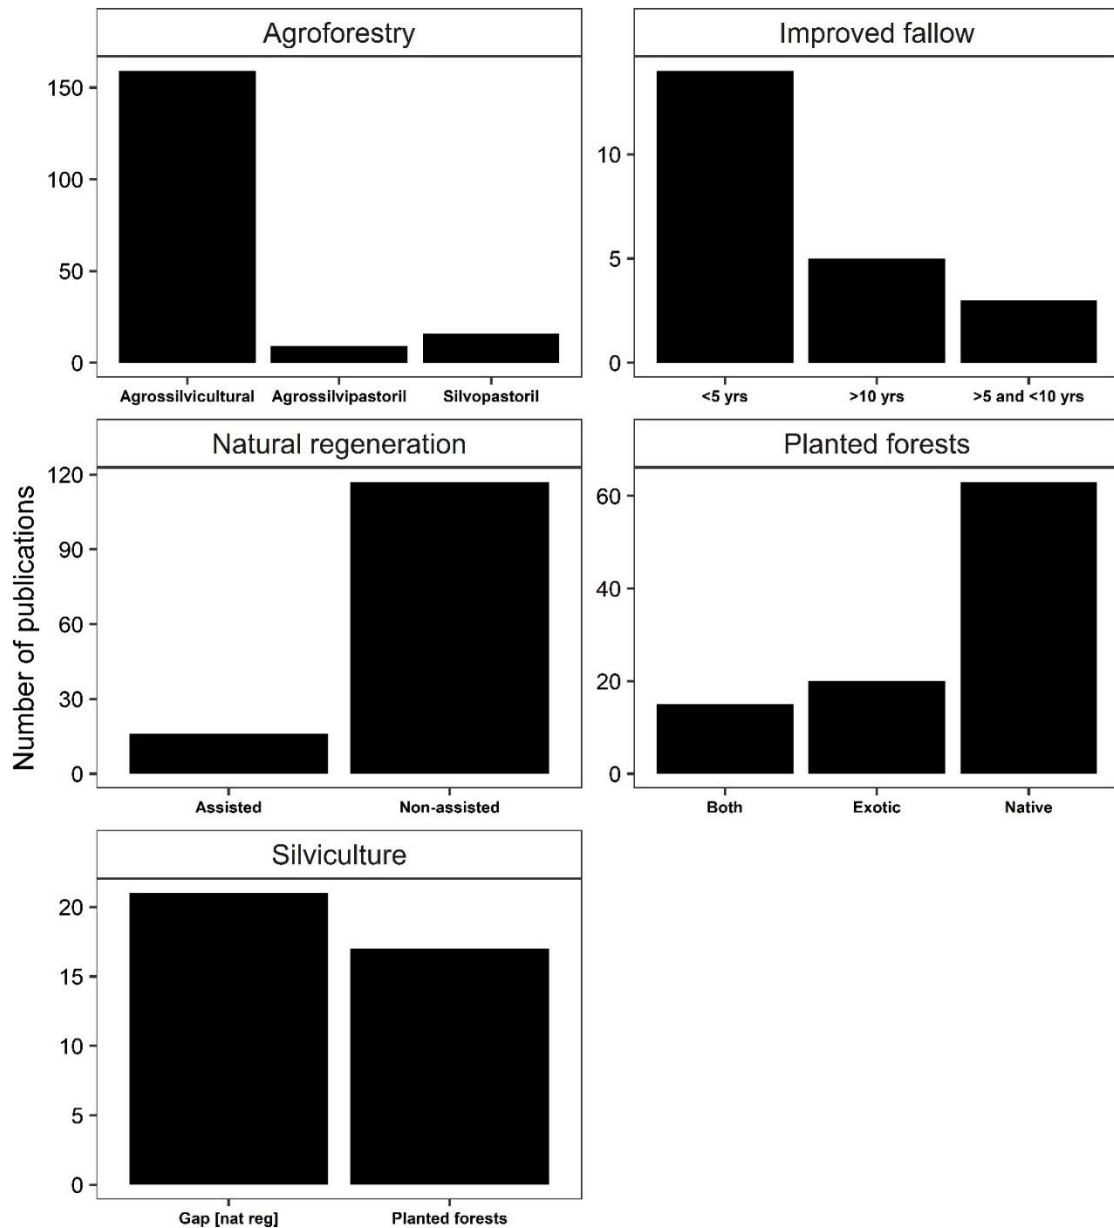 Agroforestry
150
100
50
0
Agrossilvicultural Agrossilvipastoril Silvopastoril
Improved fallow
10
5
0
<5 yrs >10 yrs >5 and <10 yrs
Number of publications
Natural regeneration
120
90
60
30
0
Assisted Non-assisted
Planted forests
60
40
20
0
Both Exotic Native
Silviculture
20
15
10
5
0
Gap [nat reg] Planted forests